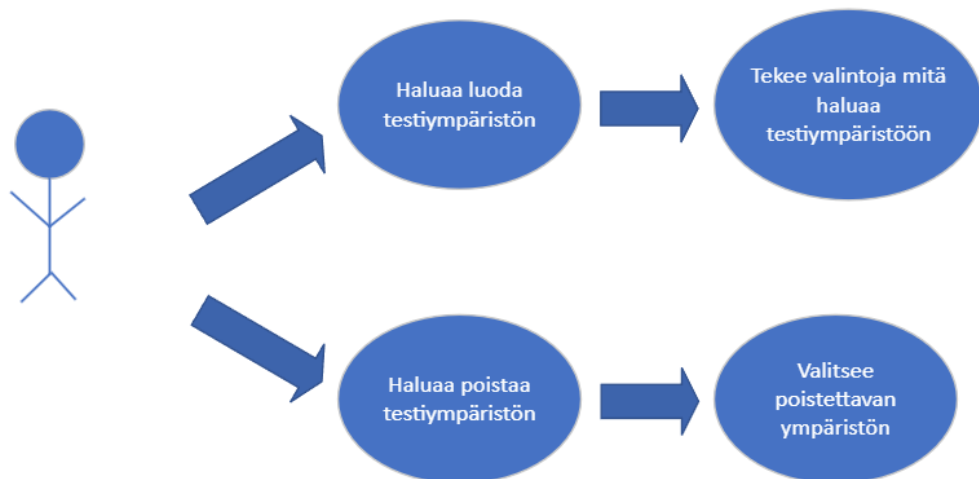 Haluaa luoda
testiympäristön
Tekee valintoja mitä
haluaa
testiympäristöön
Haluaa poistaa
testiympäristön
Valitsee
poistettavan
ympäristön